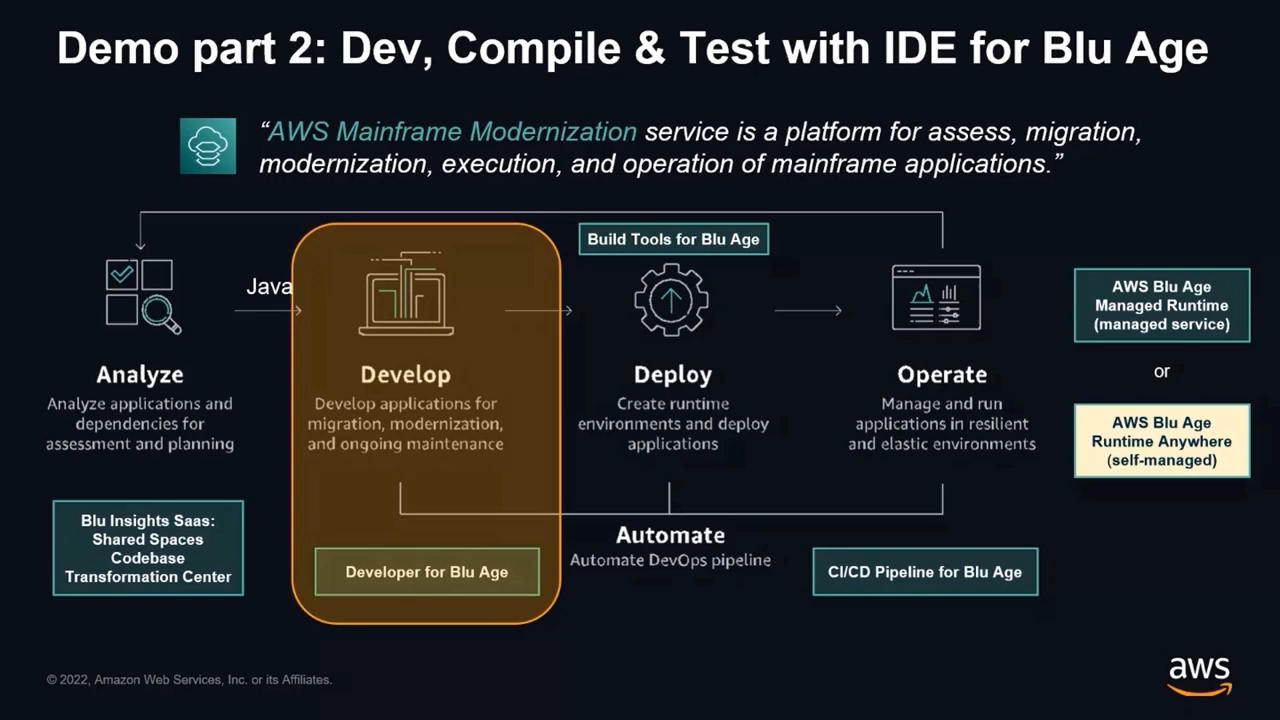 Demo part 2: Dev, Compile & Test with IDE for Blu Age
“AWS Mainframe Modernization service is a platform for assess, migration,
modernization, execution, and operation of mainframe applications.”
Build Tools for Blu Age
Java
Analyze
Analyze applications and
dependencies for
assessment and planning
Develop
Develop applications for
migration, modernization,
and ongoing maintenance
Deploy
Create runtime
environments and deploy
applications
Operate
Manage and run
applications in resilient
and elastic environments
AWS Blu Age
Managed Runtime
(managed service)
or
AWS Blu Age
Runtime Anywhere
(self-managed)
Blu Insights Saas:
Shared Spaces
Codebase
Transformation Center
Developer for Blu Age
Automate
Automate DevOps pipeline
CI/CD Pipeline for Blu Age
© 2022, Amazon Web Services, Inc. or its Affiliates.
aws